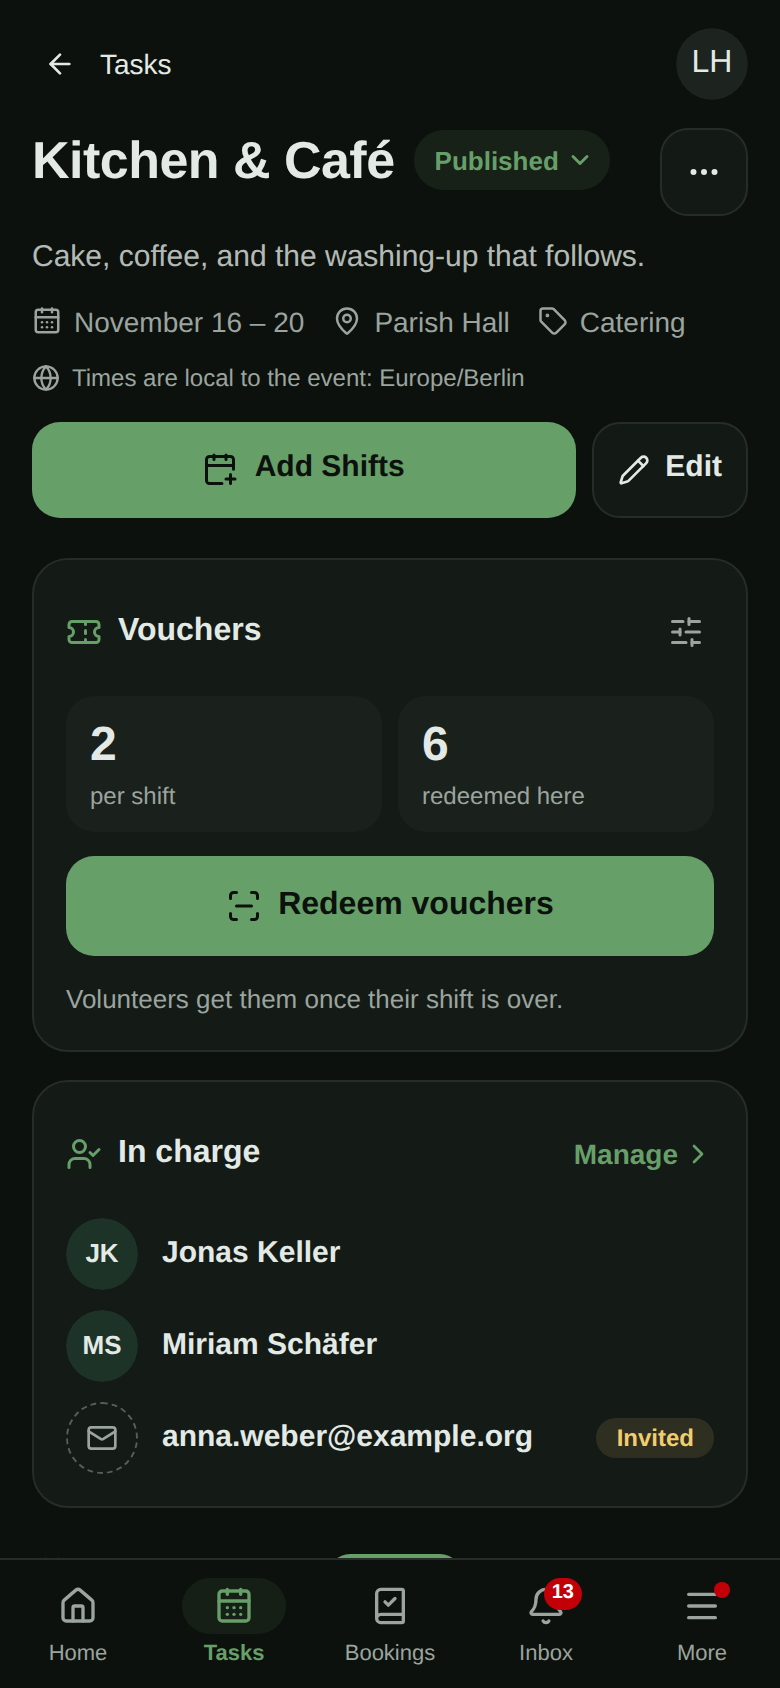 Tasks
LH
Kitchen & Café
Published
Cake, coffee, and the washing-up that follows.
November 16 – 20
Parish Hall
Catering
Times are local to the event: Europe/Berlin
Add Shifts
Edit
Vouchers
2
per shift
6
redeemed here
Redeem vouchers
Volunteers get them once their shift is over.
In charge
Manage
JK
Jonas Keller
MS
Miriam Schäfer
anna.weber@example.org
Invited
13
Home
Tasks
Bookings
Inbox
More